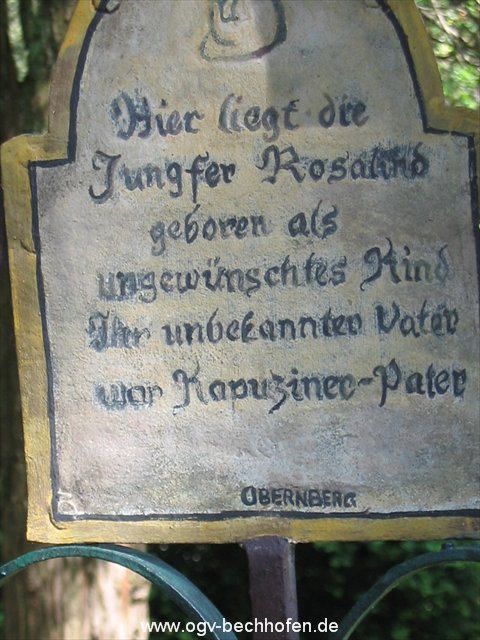 Hier liegt die
Jungfer Rosalind
geboren als
ungewünschtes Kind
Ihr unbekannter Vater
war Kapuziner-Pater
OBERNBERG
www.ogv-bechhofen.de